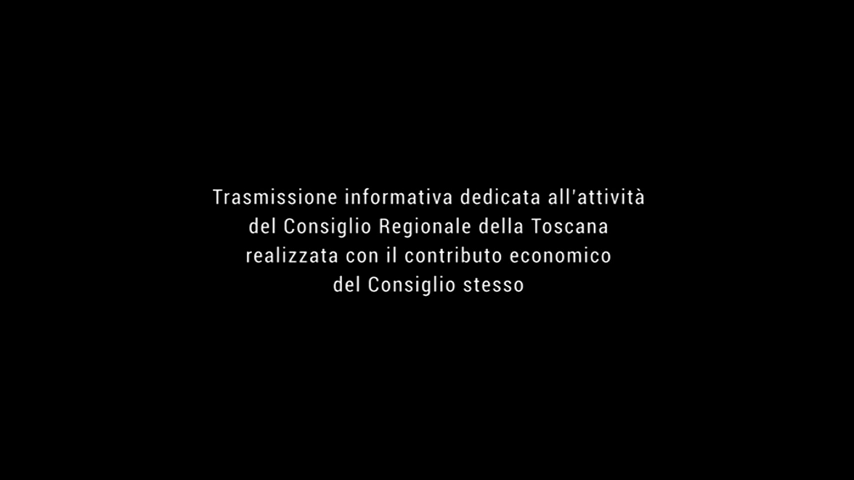 Trasmissione informativa dedicata all'attività
del Consiglio Regionale della Toscana
realizzata con il contributo economico
del Consiglio stesso